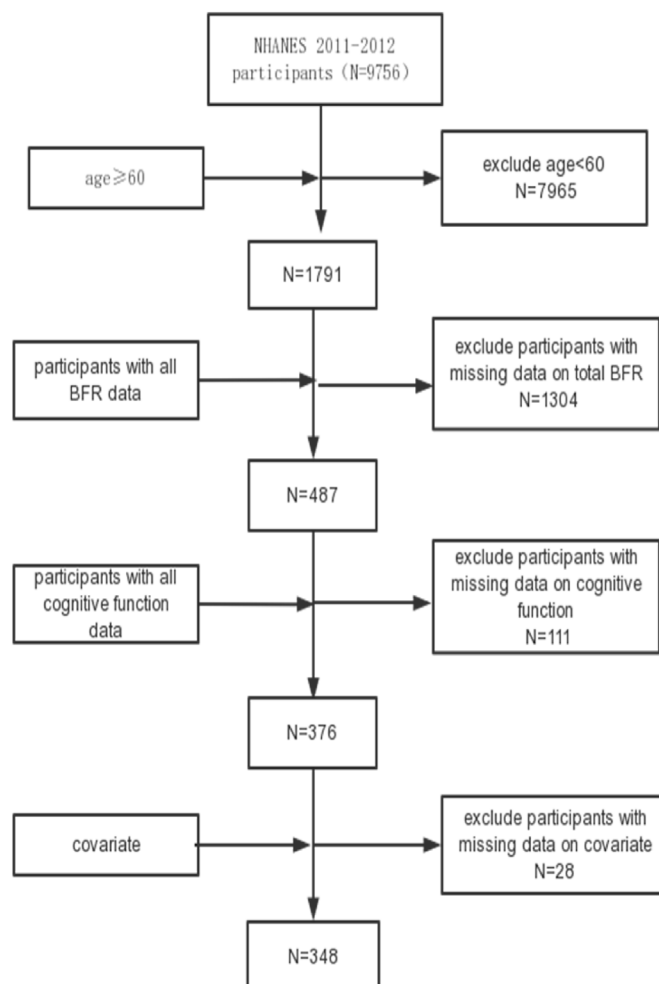 NHANES 2011-2012
participants (N=9756)
age≥60
exclude age<60
N=7965
N=1791
participants with all
BFR data
exclude participants with
missing data on total BFR
N=1304
N=487
participants with all
cognitive function
data
exclude participants with
missing data on cognitive
function
N=111
N=376
covariate
exclude participants with
missing data on covariate
N=28
N=348